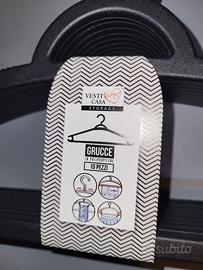 VESTI
CASA
STORAGE
GRUCCE
IN POLIPROPILENE
10 PEZZI
subito